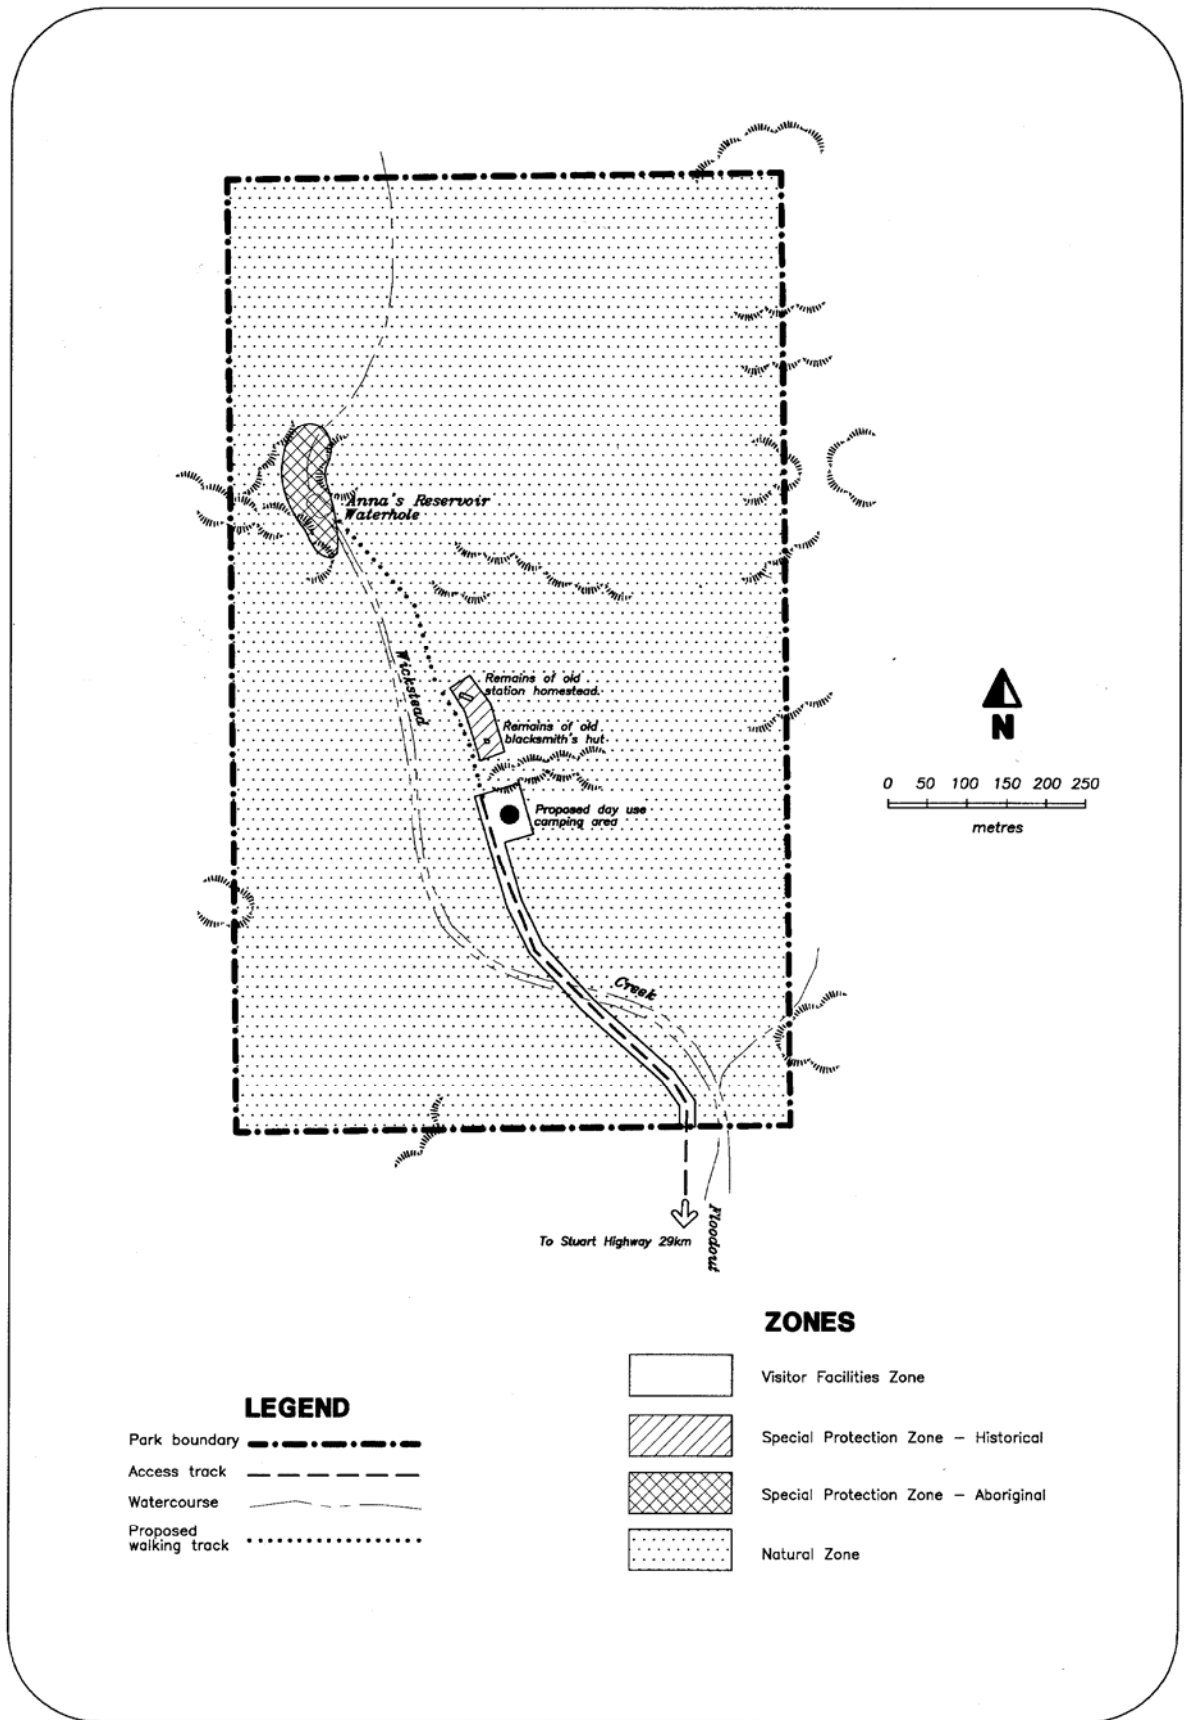 Anna's Reservoir
Waterhole
Wickstead
Remains of old
station homestead.
Remains of old
blacksmith's hut
Proposed day use
camping area
N
0 50 100 150 200 250
metres
Creek
To Stuart Highway 29km
Floodout
ZONES
Visitor Facilities Zone
Special Protection Zone - Historical
Special Protection Zone - Aboriginal
Natural Zone
LEGEND
Park boundary
Access track
Watercourse
Proposed
walking track